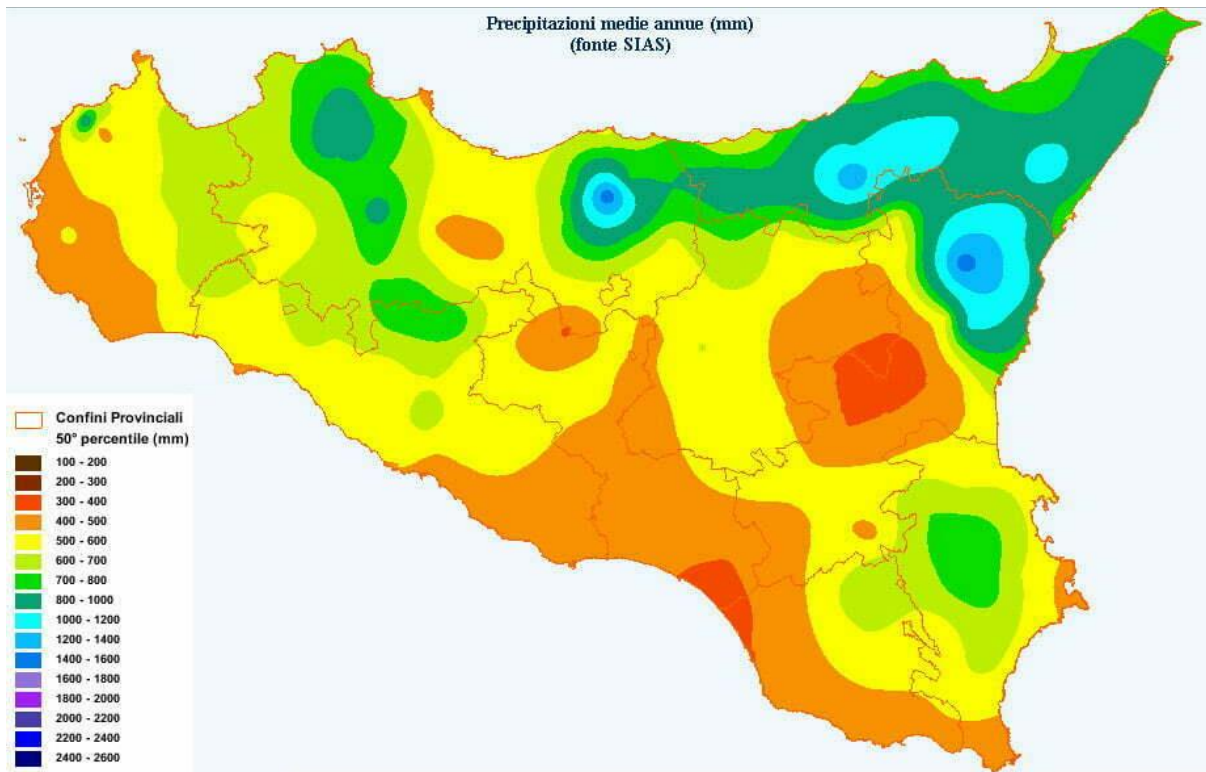 Precipitazioni medie annue (mm)
(fonte SIAS)
Confini Provinciali
50° percentile (mm)
100 - 200
200 - 300
300 - 400
400 - 500
500 - 600
600 - 700
700 - 800
800 - 1000
1000 - 1200
1200 - 1400
1400 - 1600
1600 - 1800
1800 - 2000
2000 - 2200
2200 - 2400
2400 - 2600